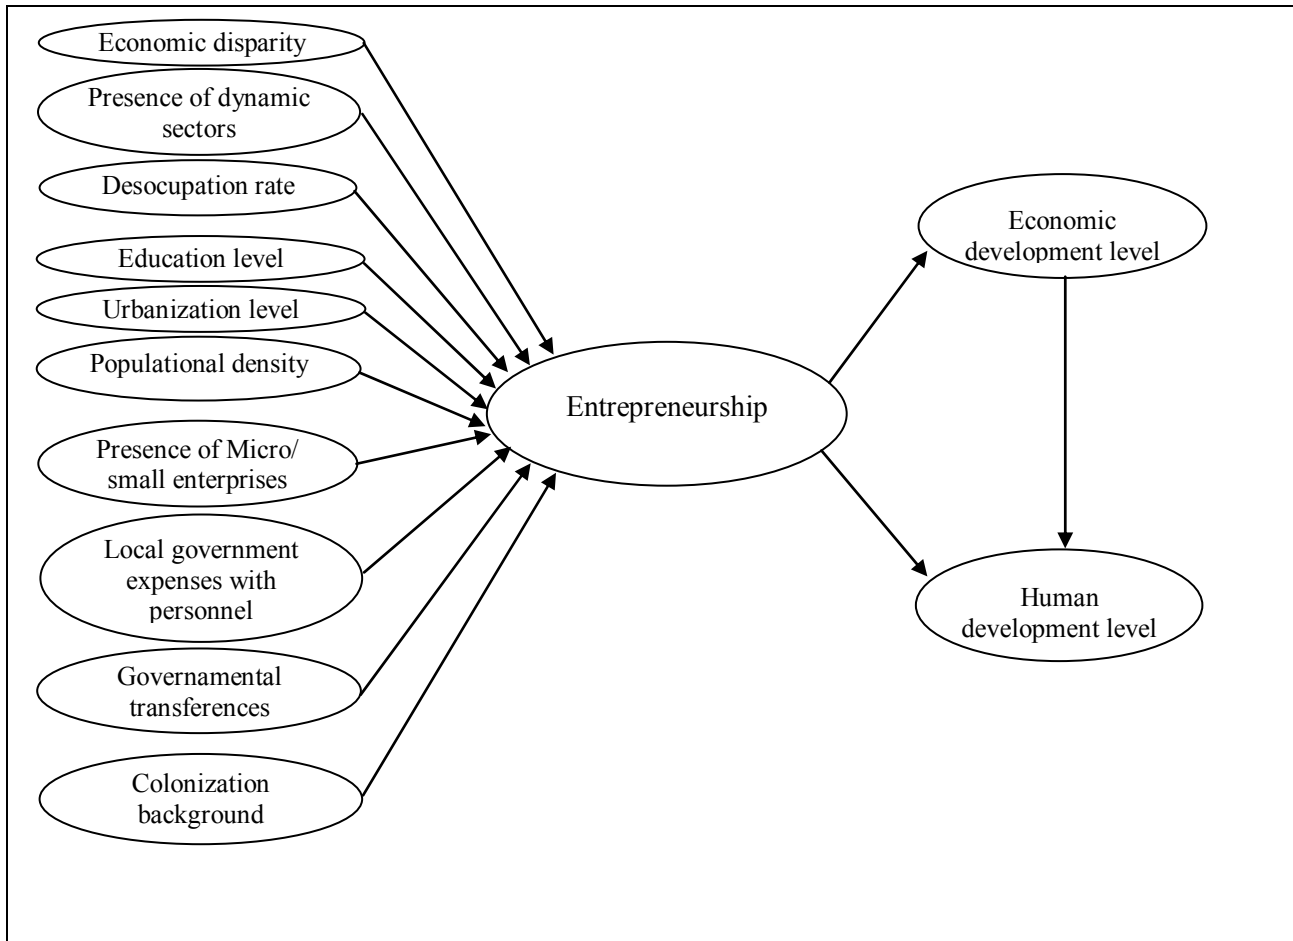 Economic disparity
Presence of dynamic
sectors
Desocupation rate
Education level
Urbanization level
Populational density
Presence of Micro/
small enterprises
Local government
expenses with
personnel
Governamental
transferences
Colonization
background
Entrepreneurship
Economic
development level
Human
development level